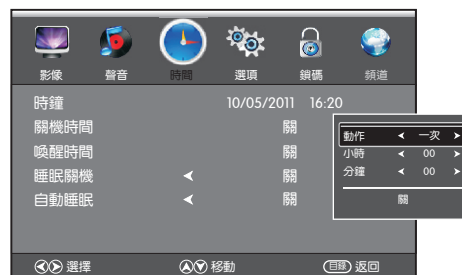 影像 聲音 時間 選項 鎖碼 頻道
時鐘 10/05/2011 16:20
關機時間 關
喚醒時間 關
睡眠關機 關
自動睡眠 關
動作 一次
小時 00
分鐘 00
關
選擇 移動 目錄 返回